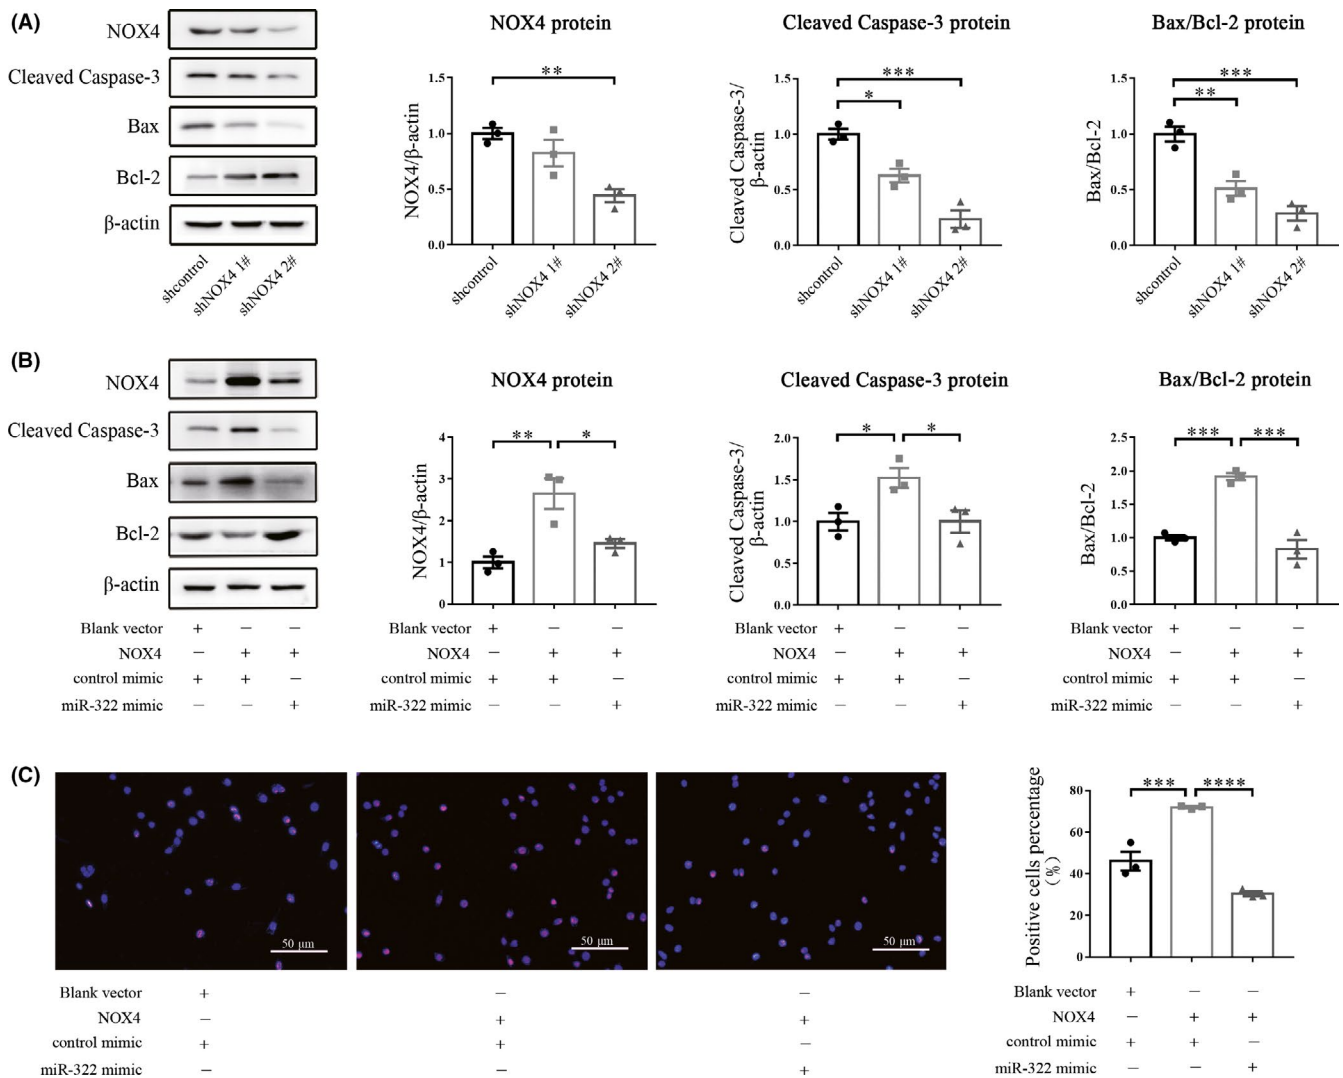 (A)
NOX4
Cleaved Caspase-3
Bax
Bcl-2
β-actin
shcontrol
shNOX4 1#
shNOX4 2#
NOX4 protein
NOX4/β-actin
1.5
1.0
0.5
0.0
**
shcontrol
shNOX4 1#
shNOX4 2#
Cleaved Caspase-3 protein
Cleaved Caspase-3/
β-actin
1.5
1.0
0.5
0.0
***
*
shcontrol
shNOX4 1#
shNOX4 2#
Bax/Bcl-2 protein
Bax/Bcl-2
1.5
1.0
0.5
0.0
***
**
shcontrol
shNOX4 1#
shNOX4 2#
(B)
NOX4
Cleaved Caspase-3
Bax
Bcl-2
β-actin
Blank vector + − −
NOX4 − + +
control mimic + + −
miR-322 mimic − − +
NOX4 protein
NOX4/β-actin
4
3
2
1
0
** *
Blank vector + − −
NOX4 − + +
control mimic + + −
miR-322 mimic − − +
Cleaved Caspase-3 protein
Cleaved Caspase-3/
β-actin
2.0
1.5
1.0
0.5
0.0
* *
Blank vector + − −
NOX4 − + +
control mimic + + −
miR-322 mimic − − +
Bax/Bcl-2 protein
Bax/Bcl-2
2.5
2.0
1.5
1.0
0.5
0.0
*** ***
Blank vector + − −
NOX4 − + +
control mimic + + −
miR-322 mimic − − +
(C)
50 μm
50 μm
50 μm
Blank vector + − −
NOX4 − + +
control mimic + + −
miR-322 mimic − − +
Positive cells percentage
(%)
80
60
40
20
0
*** ****
Blank vector + − −
NOX4 − + +
control mimic + + −
miR-322 mimic − − +